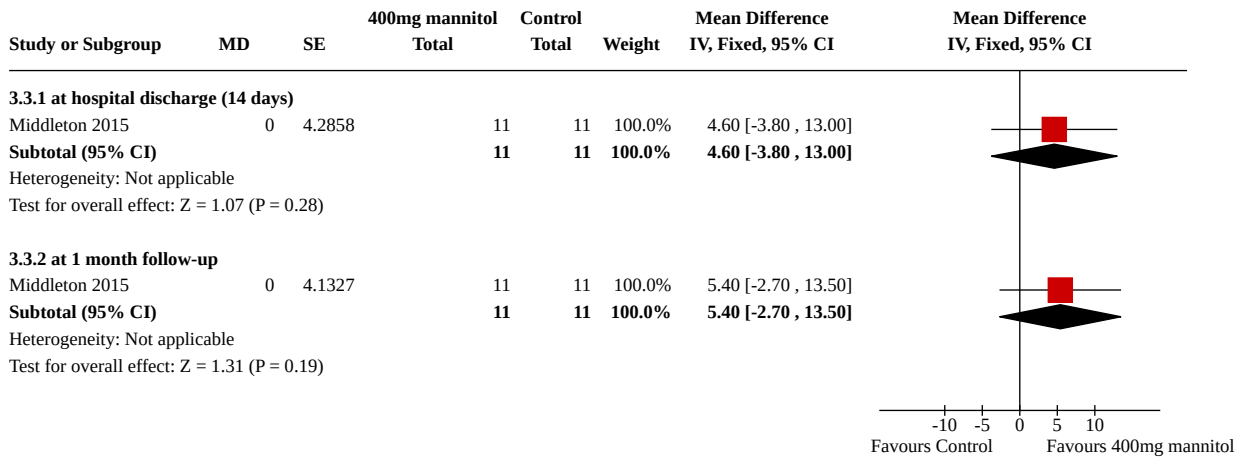 400mg mannitol Control Mean Difference Mean Difference
Study or Subgroup MD SE Total Total Weight IV, Fixed, 95% CI IV, Fixed, 95% CI
3.3.1 at hospital discharge (14 days)
Middleton 2015 0 4.2858 11 11 100.0% 4.60 [-3.80 , 13.00]
Subtotal (95% CI) 11 11 100.0% 4.60 [-3.80 , 13.00]
Heterogeneity: Not applicable
Test for overall effect: Z = 1.07 (P = 0.28)
3.3.2 at 1 month follow-up
Middleton 2015 0 4.1327 11 11 100.0% 5.40 [-2.70 , 13.50]
Subtotal (95% CI) 11 11 100.0% 5.40 [-2.70 , 13.50]
Heterogeneity: Not applicable
Test for overall effect: Z = 1.31 (P = 0.19)
-10 -5 0 5 10
Favours Control Favours 400mg mannitol